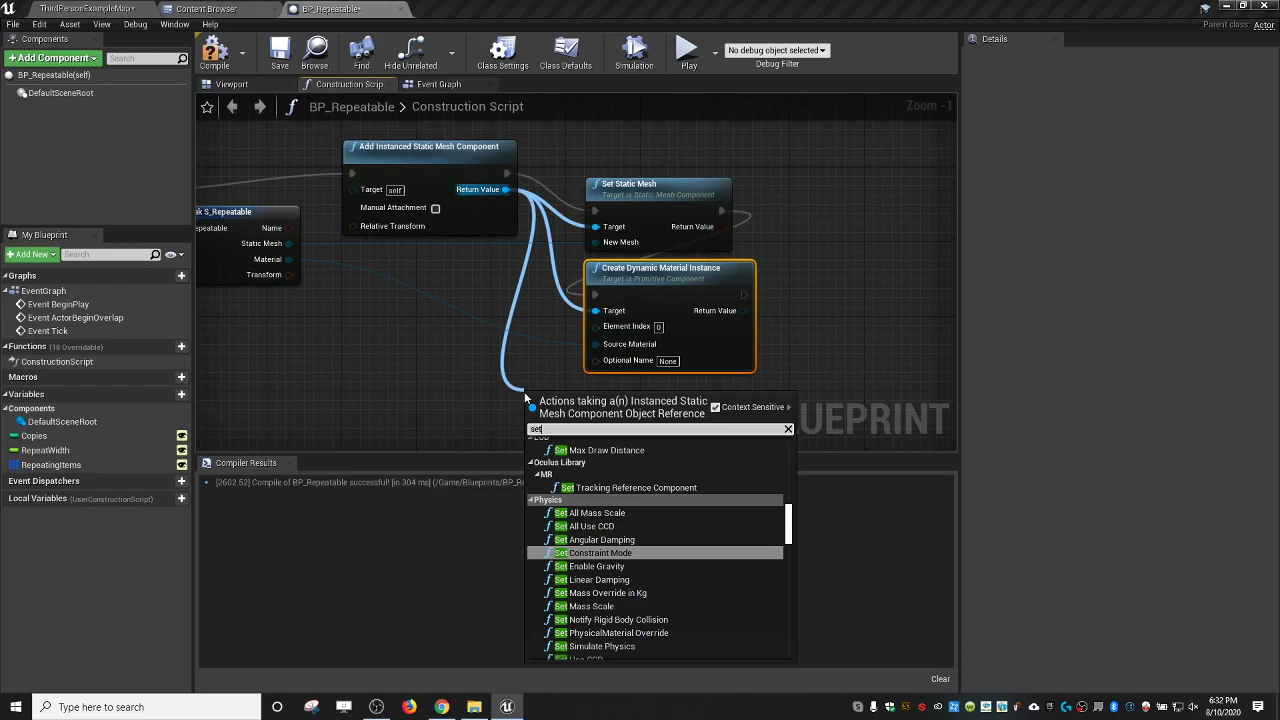 ThirdPersonExampleMap*
Content Browser
BP_Repeatable*
File Edit Asset View Debug Window Help
Parent class: Actor
Components
Details
+ Add Component
Search
Compile
Save
Browse
Find
Hide Unrelated
Class Settings
Class Defaults
Simulation
Play
No debug object selected
Debug Filter
BP_Repeatable(self)
DefaultSceneRoot
Viewport
Construction Scrip
Event Graph
BP_Repeatable > Construction Script
Zoom -1
Add Instanced Static Mesh Component
Target self
Return Value
Manual Attachment
Relative Transform
Set Static Mesh
Target is Static Mesh Component
Target
Return Value
New Mesh
ak S_Repeatable
epeatable
Name
Static Mesh
Material
Transform
Create Dynamic Material Instance
Target is Primitive Component
Target
Return Value
Element Index 0
Source Material
Optional Name None
My Blueprint
+ Add New
Search
Graphs
EventGraph
Event BeginPlay
Event ActorBeginOverlap
Event Tick
Functions (18 Overridable)
ConstructionScript
Macros
Variables
Components
DefaultSceneRoot
Copies
RepeatWidth
RepeatingItems
Event Dispatchers
Local Variables (UserConstructionScript)
Actions taking a(n) Instanced Static
Mesh Component Object Reference
Context Sensitive
set
Set Max Draw Distance
Oculus Library
MR
Set Tracking Reference Component
Physics
Set All Mass Scale
Set All Use CCD
Set Angular Damping
Set Constraint Mode
Set Enable Gravity
Set Linear Damping
Set Mass Override in Kg
Set Mass Scale
Set Notify Rigid Body Collision
Set PhysicalMaterial Override
Set Simulate Physics
Set Use CCD
UEPRINT
Compiler Results
[2602.52] Compile of BP_Repeatable successful! [in 304 ms] (/Game/Blueprints/BP_Re
Clear
Type here to search
6:32 PM
8/10/2020